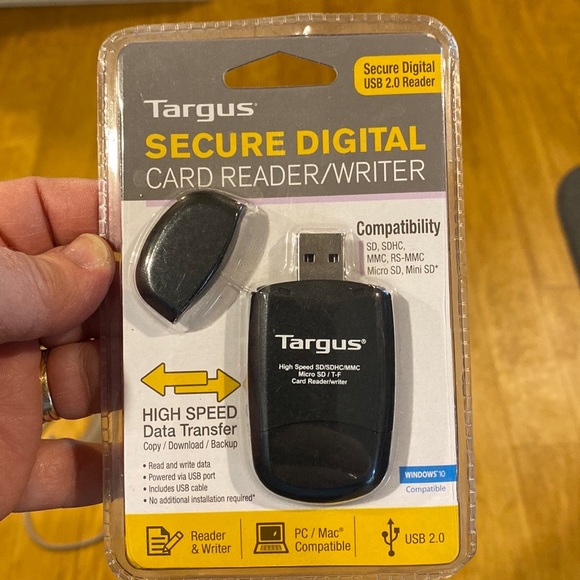 Secure Digital
USB 2.0 Reader
Targus®
SECURE DIGITAL
CARD READER/WRITER
Compatibility
SD, SDHC,
MMC, RS-MMC
Micro SD, Mini SD*
Targus®
High Speed SD/SDHC/MMC
Micro SD / T-F
Card Reader/writer
HIGH SPEED
Data Transfer
Copy / Download / Backup
• Read and write data
• Powered via USB port
• Includes USB cable
• No additional installation required*
WINDOWS®10
Compatible
Reader
& Writer
PC / Mac®
Compatible
USB 2.0